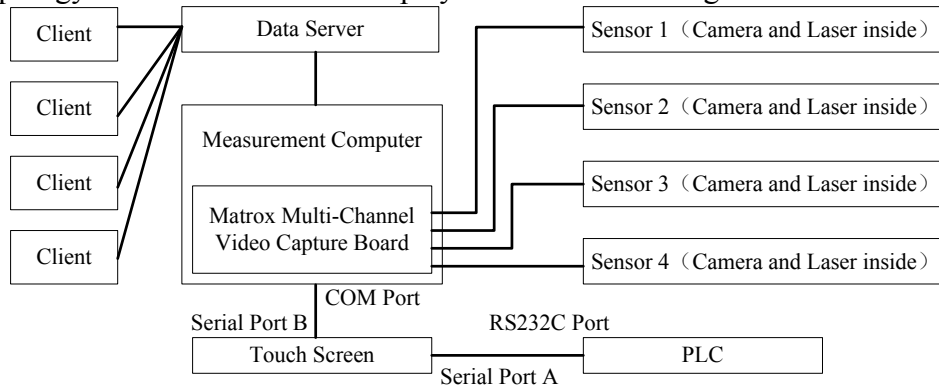 Client
Client
Client
Client
Data Server
Measurement Computer
Matrox Multi-Channel
Video Capture Board
Sensor 1（Camera and Laser inside）
Sensor 2（Camera and Laser inside）
Sensor 3（Camera and Laser inside）
Sensor 4（Camera and Laser inside）
COM Port
Serial Port B
RS232C Port
Touch Screen
PLC
Serial Port A